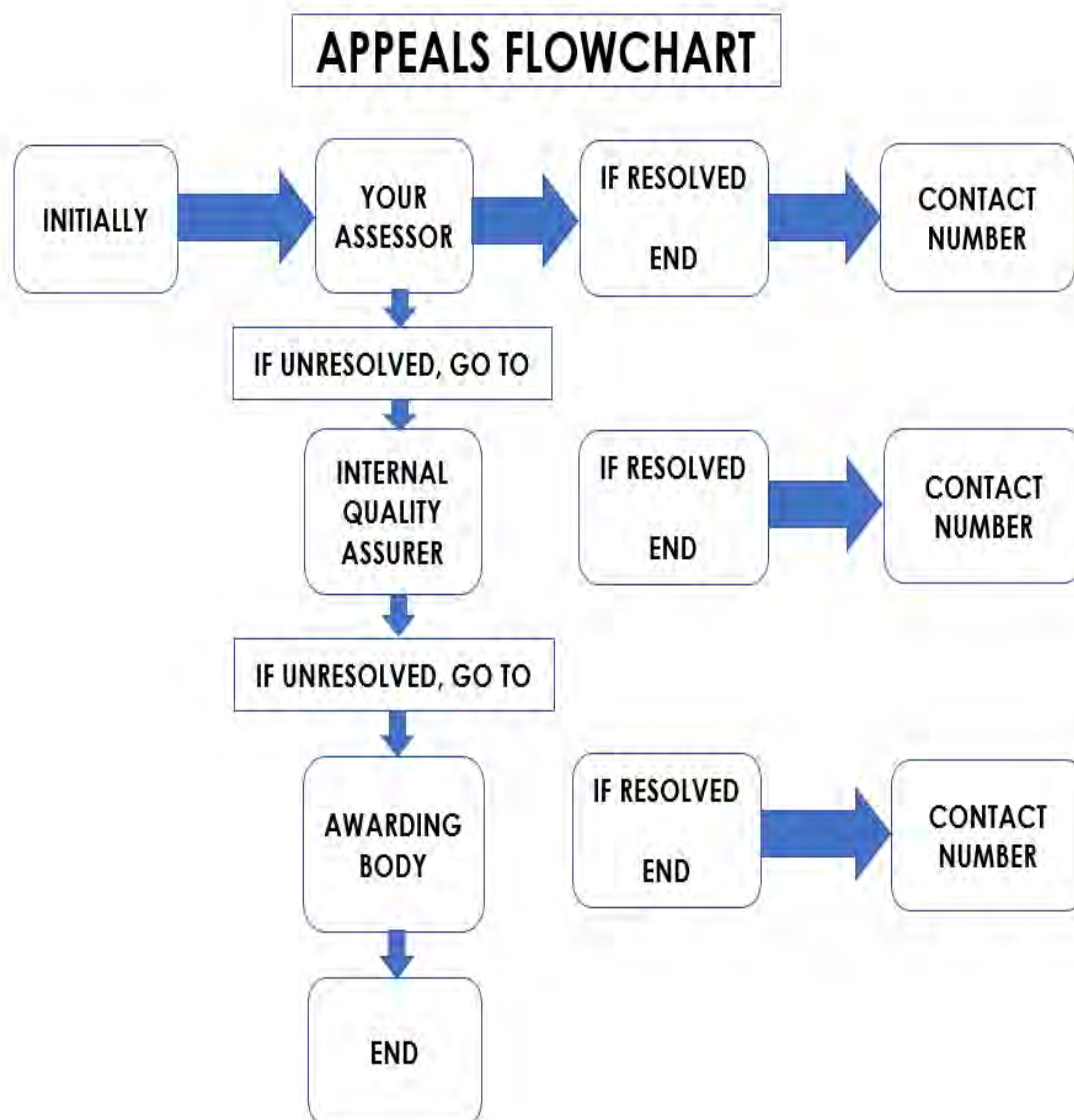 APPEALS FLOWCHART
INITIALLY
YOUR
ASSESSOR
IF RESOLVED
END
CONTACT
NUMBER
IF UNRESOLVED, GO TO
INTERNAL
QUALITY
ASSURER
IF RESOLVED
END
CONTACT
NUMBER
IF UNRESOLVED, GO TO
AWARDING
BODY
IF RESOLVED
END
CONTACT
NUMBER
END